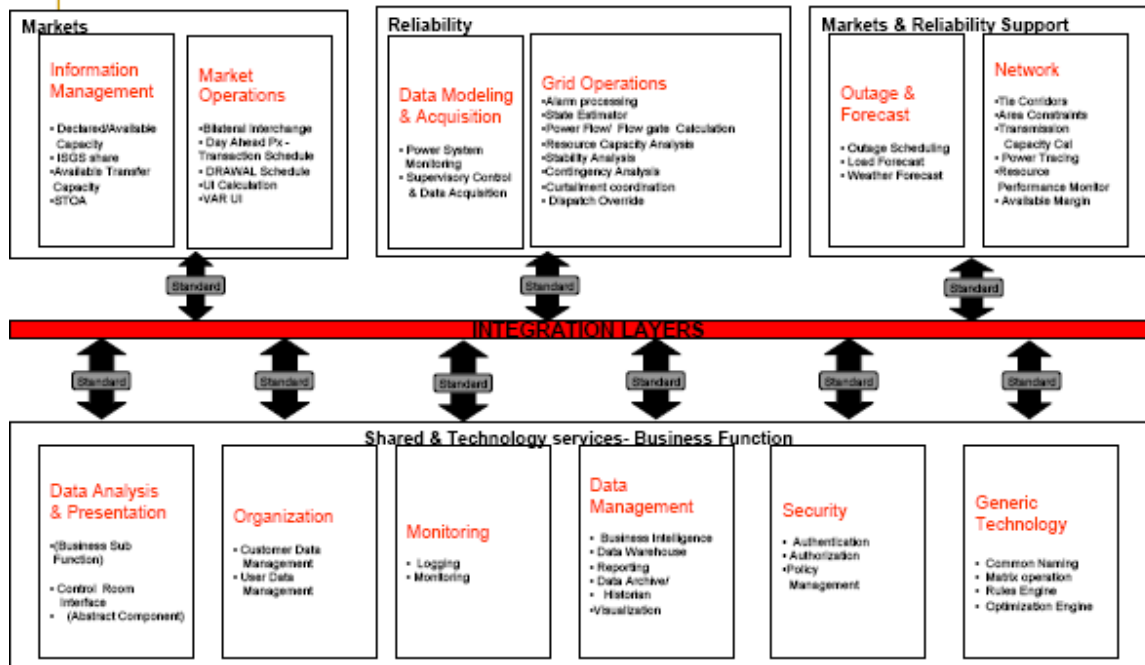 Markets
Information
Management
• Declared/Available
Capacity
• ISGS share
•Available Transfer
Capacity
•STOA
Market
Operations
•Bilateral Interchange
• Day Ahead Px -
Transaction Schedule
• DRAWAL Schedule
•UI Calculation
•VAR UI
Reliability
Data Modeling
& Acquisition
• Power System
Monitoring
• Supervisory Control
& Data Acquisition
Grid Operations
•Alarm processing
•State Estimator
•Power Flow/ Flow gate Calculation
•Resource Capacity Analysis
•Stability Analysis
•Contingency Analysis
•Curtailment coordination
• Dispatch Override
Markets & Reliability Support
Outage &
Forecast
• Outage Scheduling
• Load Forecast
• Weather Forecast
Network
• Tie Corridors
• Area Constraints
• Transmission
Capacity Cal
• Power Tracing
•Resource
Performance Monitor
• Available Margin
Standard
Standard
Standard
INTEGRATION LAYERS
Standard
Standard
Standard
Standard
Standard
Standard
Shared & Technology services- Business Function
Data Analysis
& Presentation
•(Business Sub
Function)
• Control Room
Interface
• (Abstract Component)
Organization
• Customer Data
Management
• User Data
Management
Monitoring
• Logging
• Monitoring
Data
Management
• Business Intelligence
• Data Warehouse
• Reporting
• Data Archive/
• Historian
•Visualization
Security
• Authentication
• Authorization
•Policy
Management
Generic
Technology
• Common Naming
• Matrix operation
• Rules Engine
• Optimization Engine